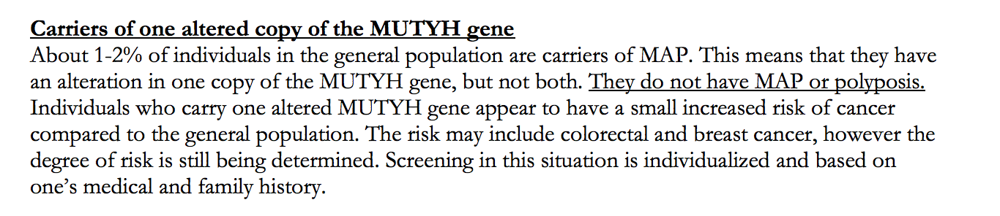 Carriers of one altered copy of the MUTYH gene
About 1-2% of individuals in the general population are carriers of MAP. This means that they have
an alteration in one copy of the MUTYH gene, but not both. They do not have MAP or polyposis.
Individuals who carry one altered MUTYH gene appear to have a small increased risk of cancer
compared to the general population. The risk may include colorectal and breast cancer, however the
degree of risk is still being determined. Screening in this situation is individualized and based on
one’s medical and family history.